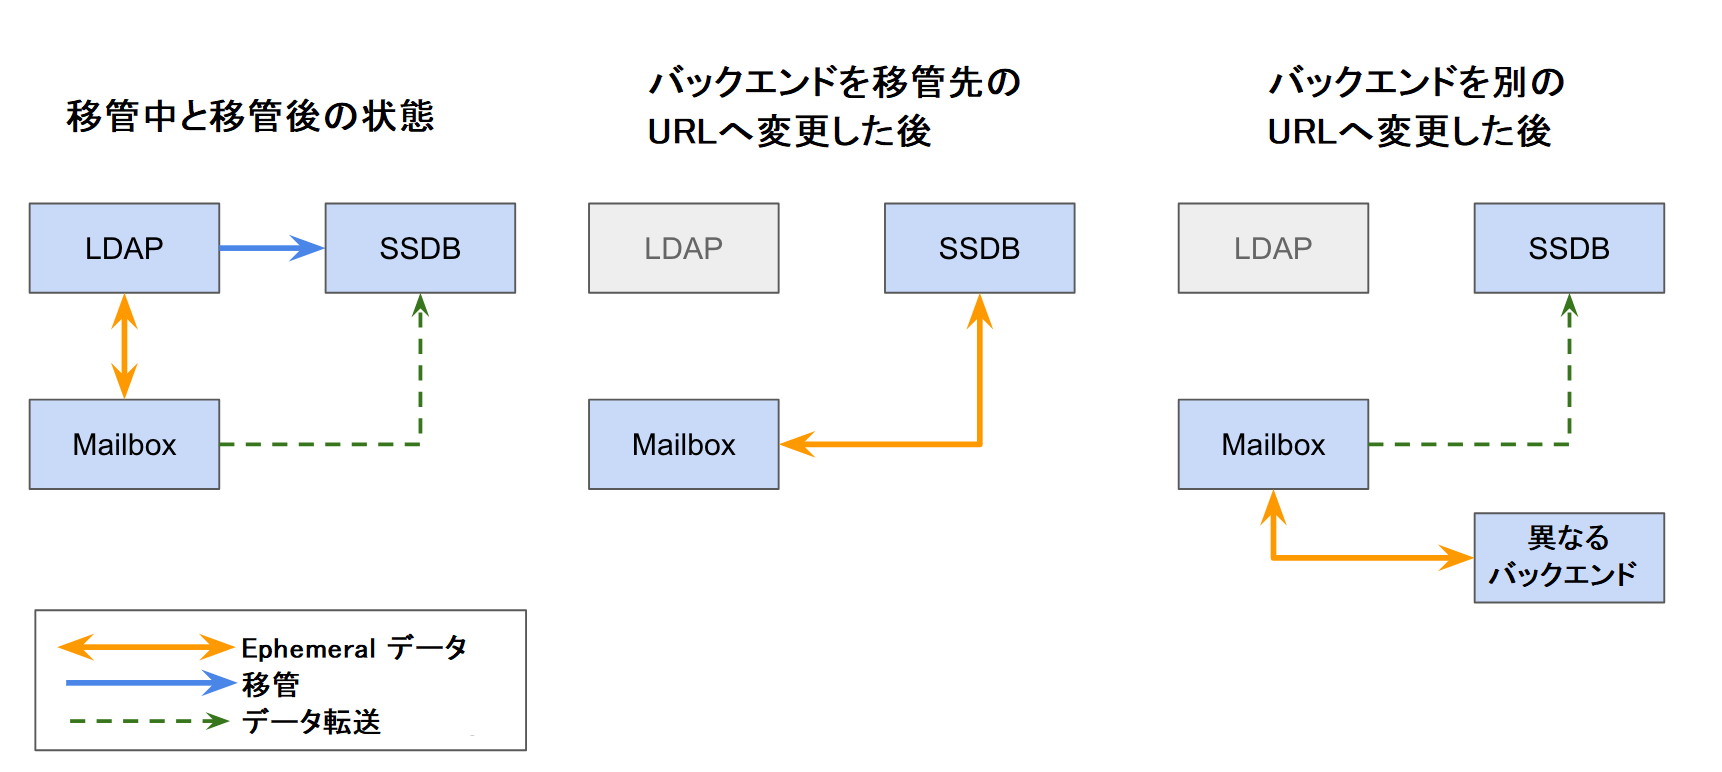 移管中と移管後の状態
LDAP
SSDB
Mailbox
バックエンドを移管先の
URLへ変更した後
LDAP
SSDB
Mailbox
バックエンドを別の
URLへ変更した後
LDAP
SSDB
Mailbox
異なる
バックエンド
Ephemeral データ
移管
データ転送